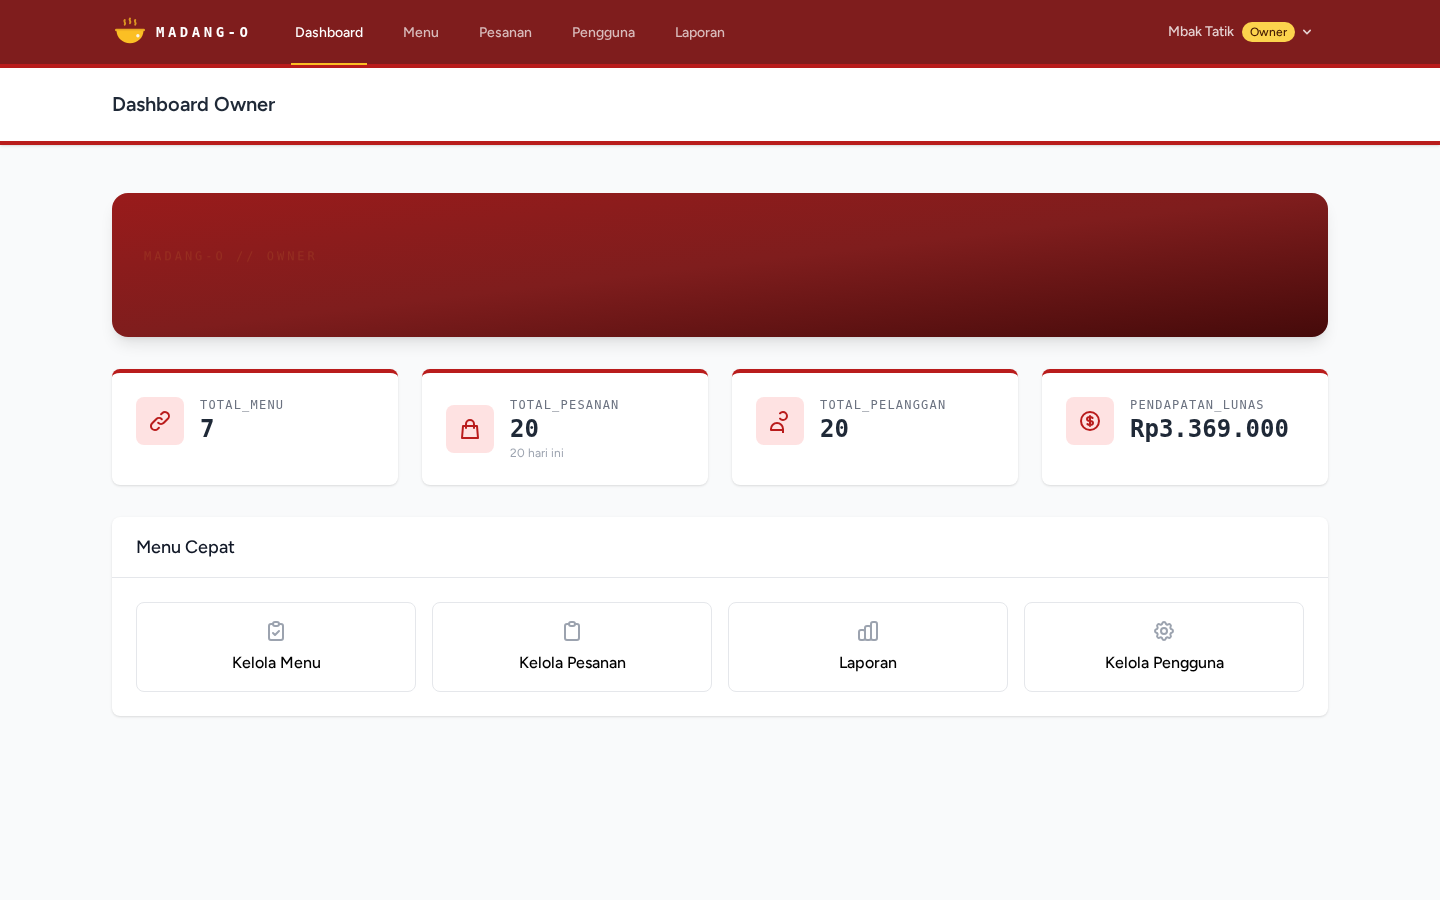 MADANG-O
Dashboard
Menu
Pesanan
Pengguna
Laporan
Mbak Tatik
Owner
Dashboard Owner
MADANG-O // OWNER
TOTAL_MENU
7
TOTAL_PESANAN
20
20 hari ini
TOTAL_PELANGGAN
20
PENDAPATAN_LUNAS
Rp3.369.000
Menu Cepat
Kelola Menu
Kelola Pesanan
Laporan
Kelola Pengguna